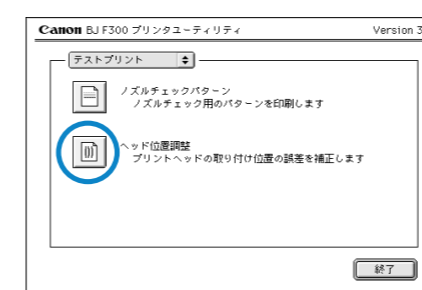 Canon BJ F300 プリンタユーティリティ Version 3
テストプリント
ノズルチェックパターン
ノズルチェック用のパターンを印刷します
ヘッド位置調整
プリントヘッドの取り付け位置の誤差を補正します
終了